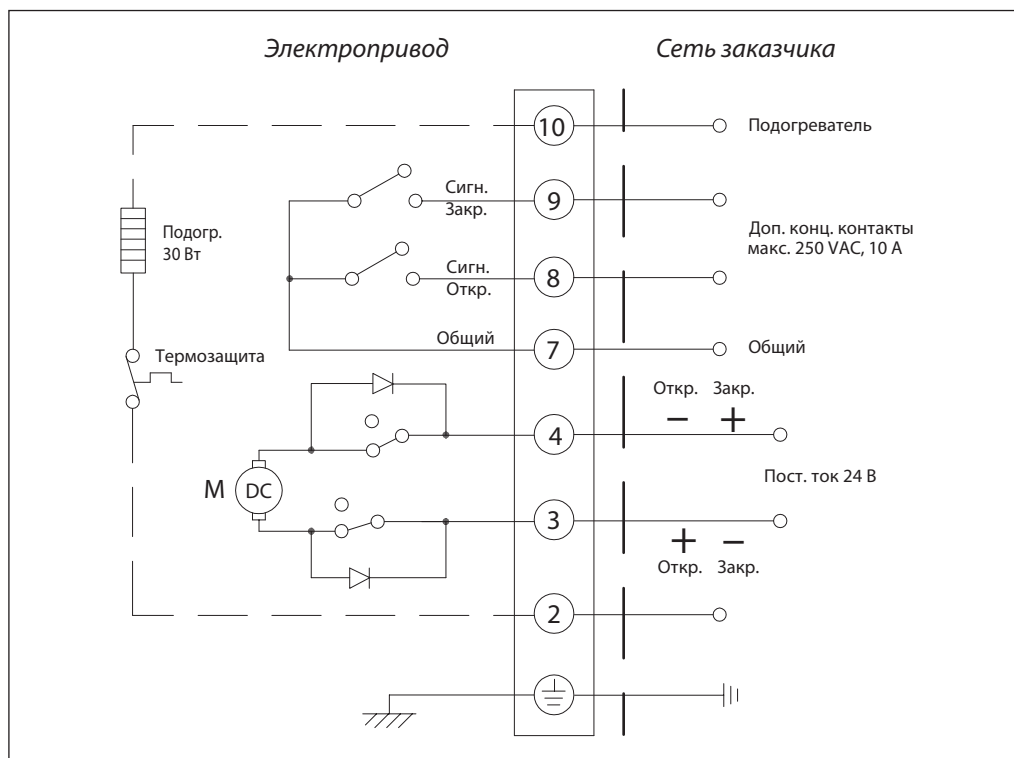 Электропривод
Сеть заказчика
10
Подогреватель
Сигн.
Закр.
9
Подогр.
30 Вт
Доп. конц. контакты
макс. 250 VAC, 10 А
Сигн.
Откр.
8
Общий
7
Общий
Термозащита
Откр. Закр.
− +
4
М
DC
Пост. ток 24 В
3
+ −
Откр. Закр.
2